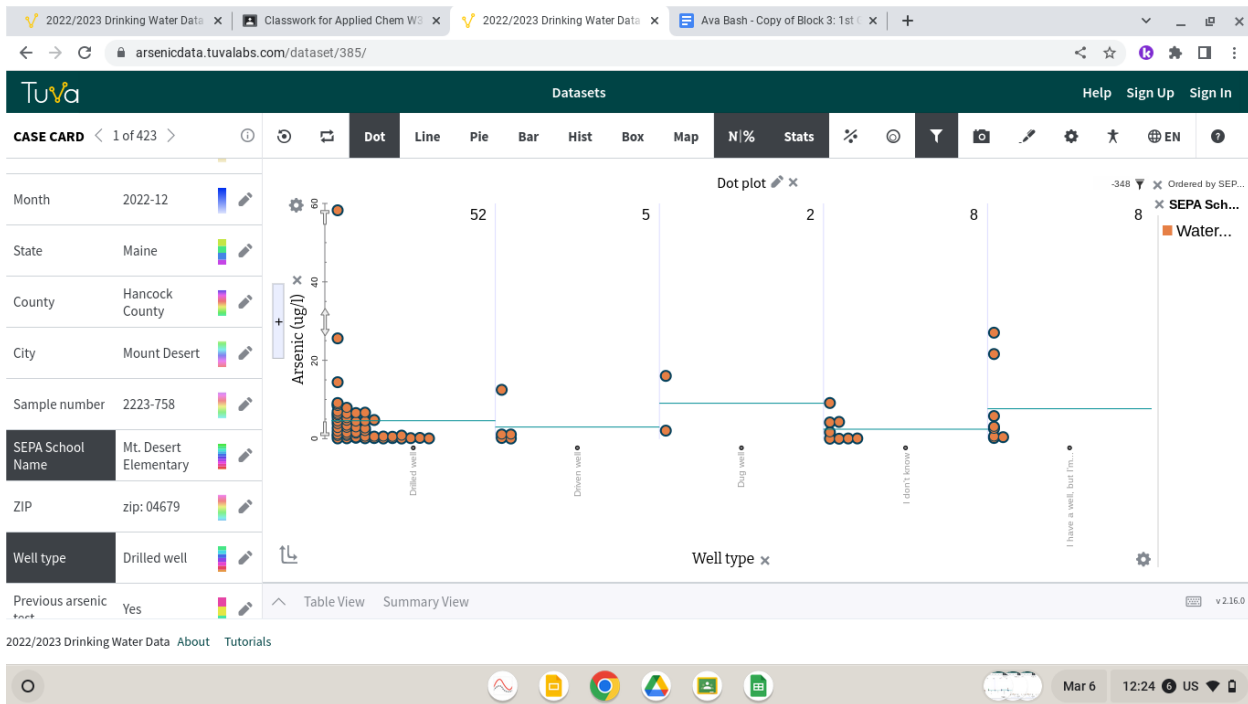 2022/2023 Drinking Water Data
Classwork for Applied Chem W3
2022/2023 Drinking Water Data
Ava Bash - Copy of Block 3: 1st
arsenicdata.tuvalabs.com/dataset/385/
Tuva
Datasets
Help Sign Up Sign In
CASE CARD < 1 of 423 >
Dot Line Pie Bar Hist Box Map N|% Stats EN
Month 2022-12
State Maine
County Hancock
County
City Mount Desert
Sample number 2223-758
SEPA School
Name
Mt. Desert
Elementary
ZIP zip: 04679
Well type Drilled well
Previous arsenic
test
Yes
Dot plot
-348 Ordered by SEP...
SEPA Sch...
Water...
52 5 2 8 8
60
40
20
0
Arsenic (ug/l)
+
Drilled well
Driven well
Dug well
I don't know
I have a well, but I'm...
Well type
Table View Summary View
v 2.16.0
2022/2023 Drinking Water Data About Tutorials
Mar 6 12:24 6 US